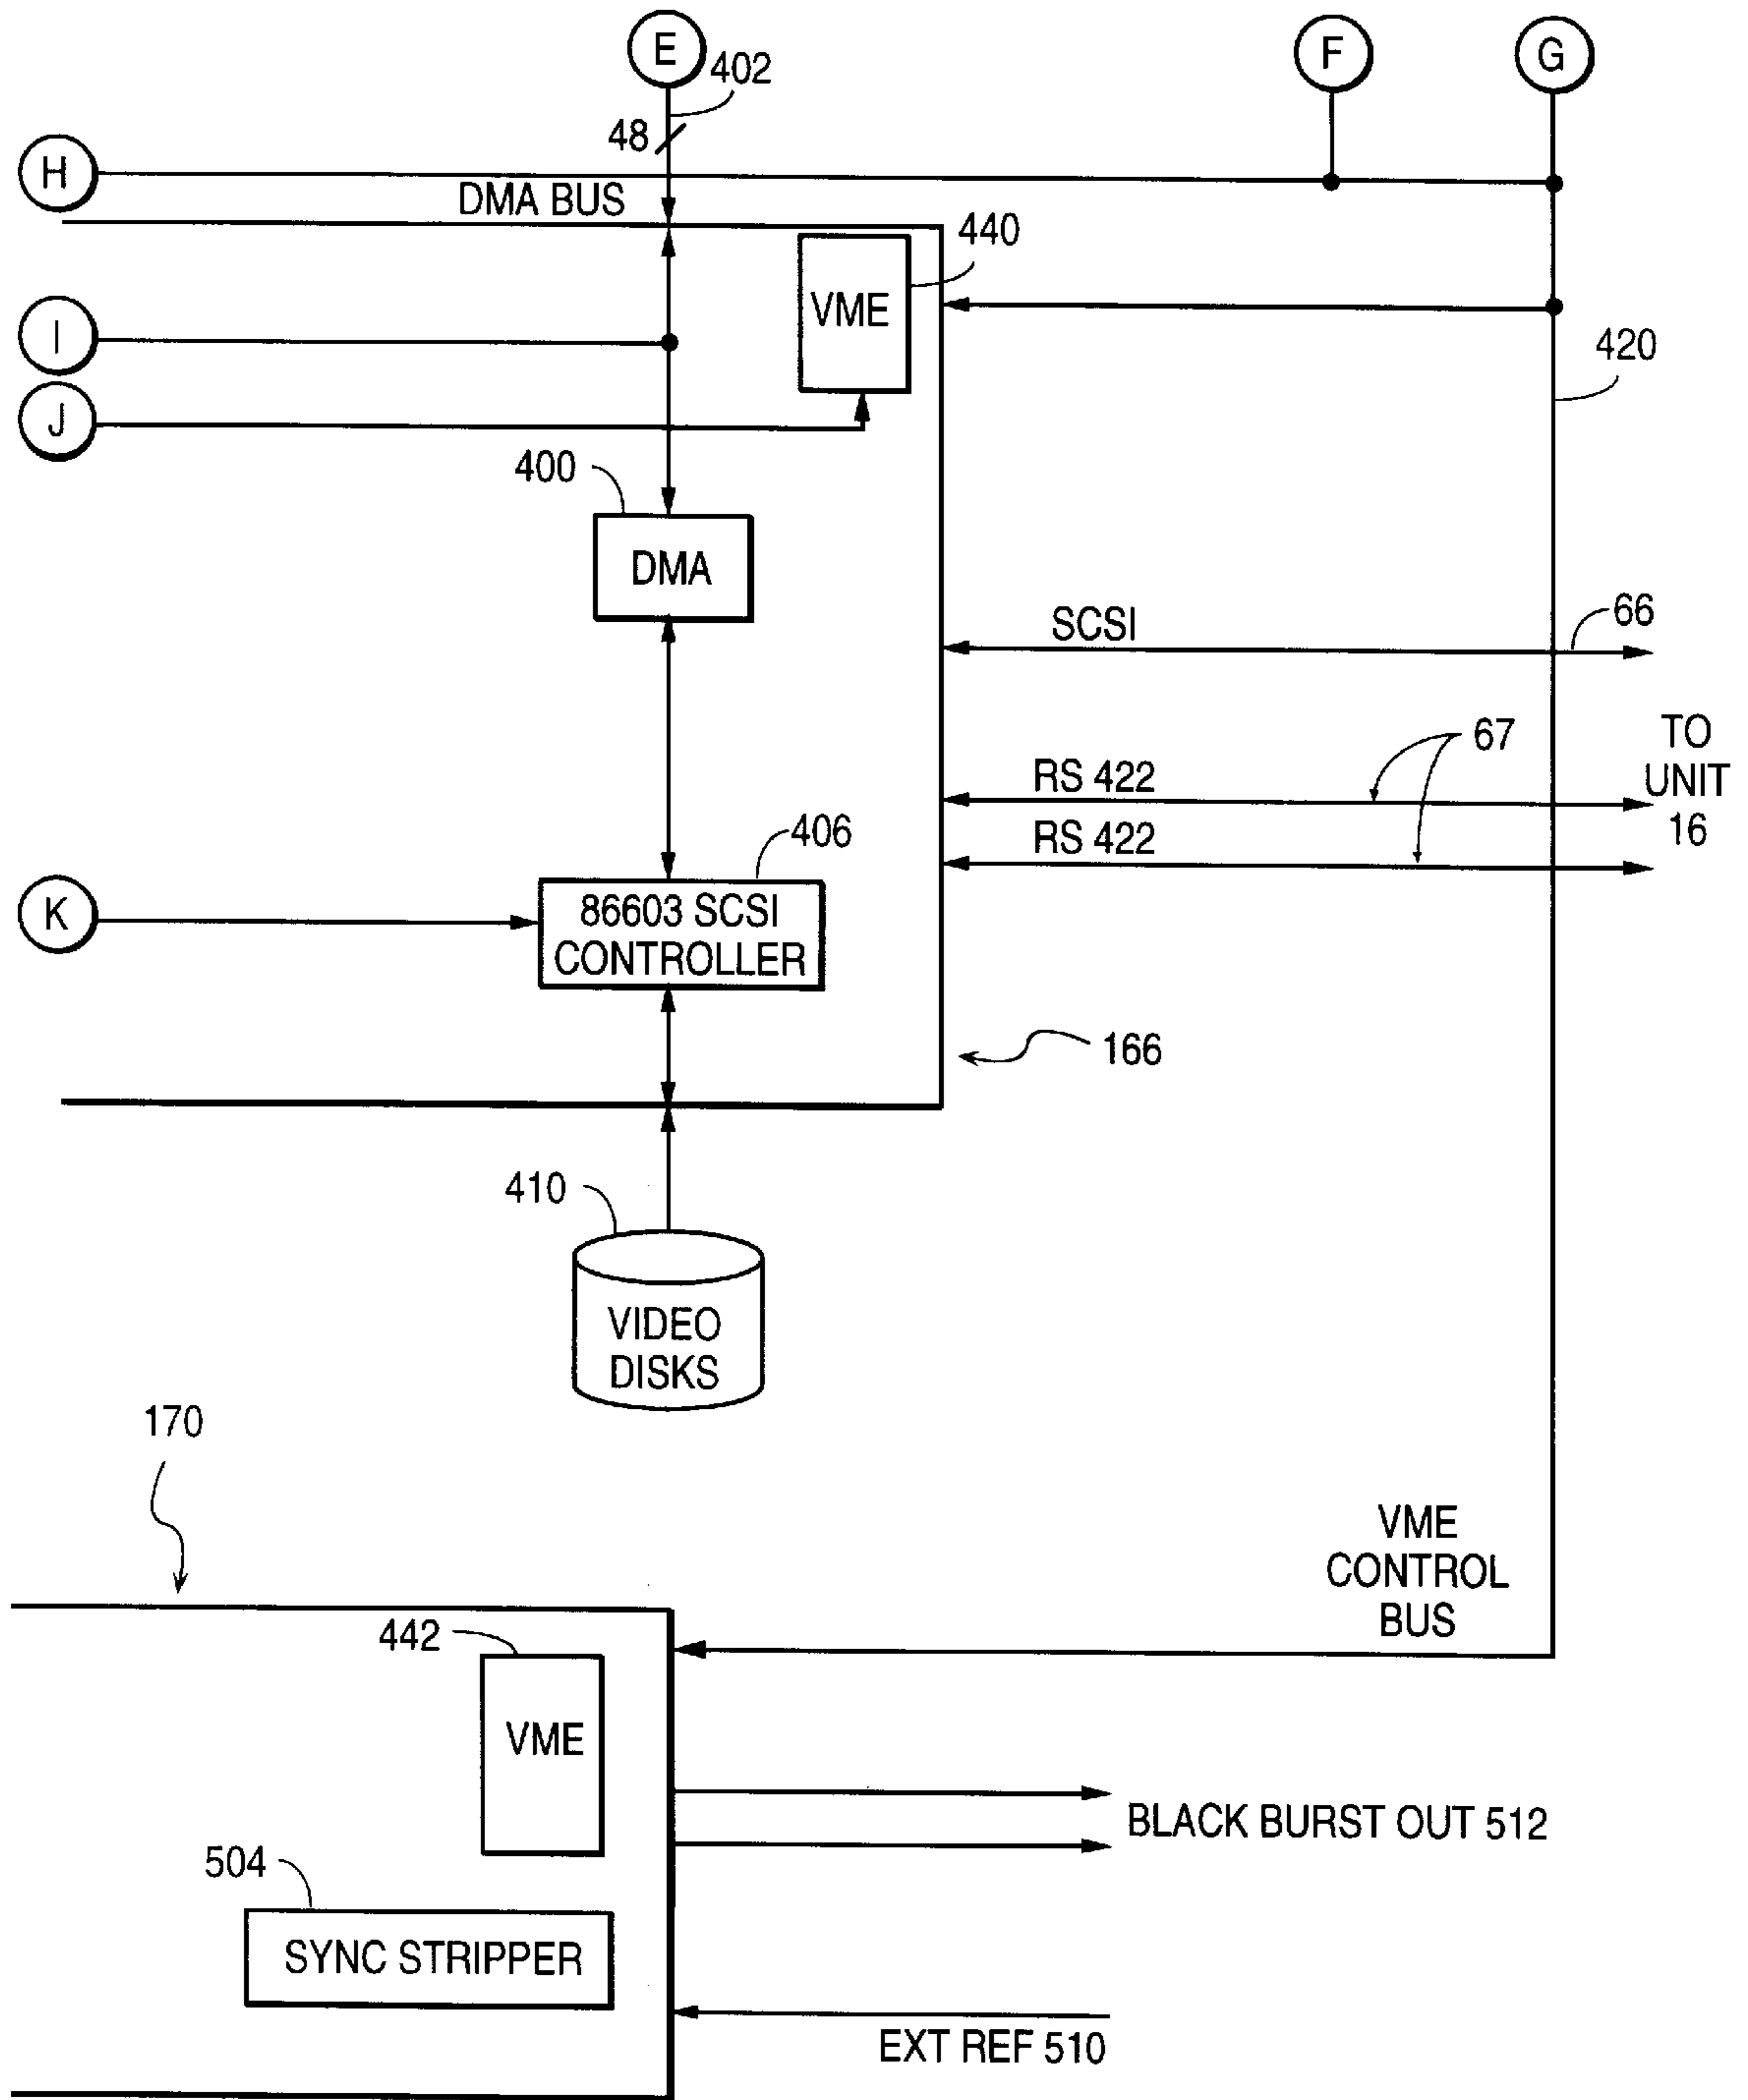 E
402
F
G
48
H
DMA BUS
440
VME
I
420
J
400
DMA
SCSI
66
67
TO
UNIT
16
RS 422
406
RS 422
K
86603 SCSI
CONTROLLER
166
410
VIDEO
DISKS
170
VME
CONTROL
BUS
442
VME
BLACK BURST OUT 512
504
SYNC STRIPPER
EXT REF 510